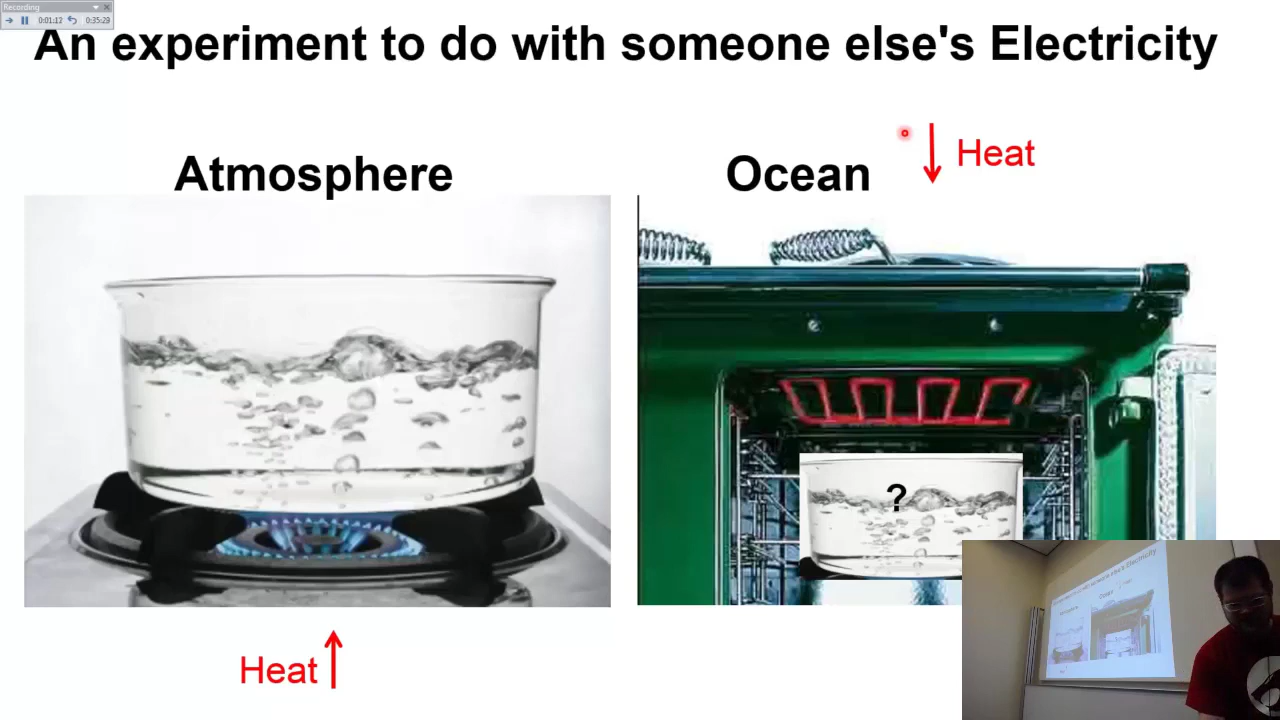 Recording
0:01:12
0:35:29
An experiment to do with someone else's Electricity
Heat
Atmosphere
Ocean
?
Heat